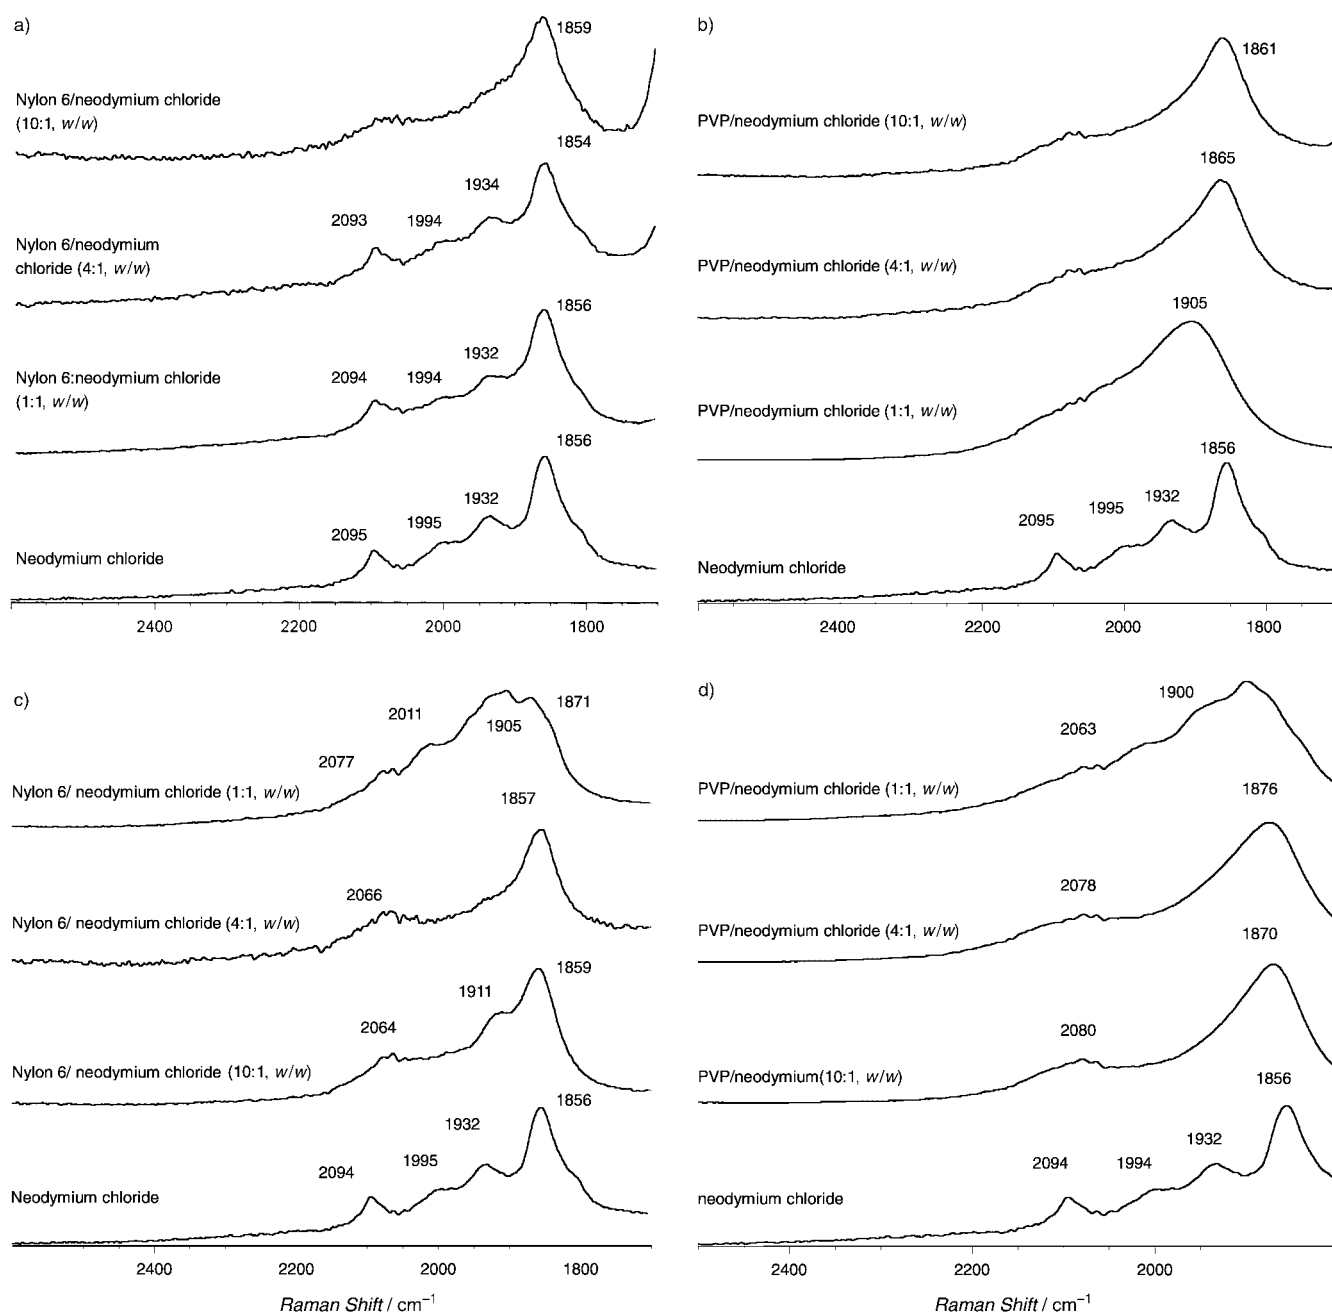 a)
1859
Nylon 6/neodymium chloride
(10:1, w/w)
1854
2093
1994
1934
Nylon 6/neodymium
chloride (4:1, w/w)
1856
2094
1994
1932
Nylon 6:neodymium chloride
(1:1, w/w)
1856
2095
1995
1932
Neodymium chloride
2400 2200 2000 1800
b)
1861
PVP/neodymium chloride (10:1, w/w)
1865
PVP/neodymium chloride (4:1, w/w)
1905
PVP/neodymium chloride (1:1, w/w)
1856
2095
1995
1932
Neodymium chloride
2400 2200 2000 1800
c)
2077
2011
1905
1871
Nylon 6/ neodymium chloride (1:1, w/w)
1857
2066
Nylon 6/ neodymium chloride (4:1, w/w)
1859
2064
1911
Nylon 6/ neodymium chloride (10:1, w/w)
1856
2094
1995
1932
Neodymium chloride
2400 2200 2000 1800
Raman Shift / cm⁻¹
d)
2063
1900
PVP/neodymium chloride (1:1, w/w)
1876
2078
PVP/neodymium chloride (4:1, w/w)
1870
2080
PVP/neodymium(10:1, w/w)
1856
2094
1994
1932
neodymium chloride
2400 2200 2000
Raman Shift / cm⁻¹